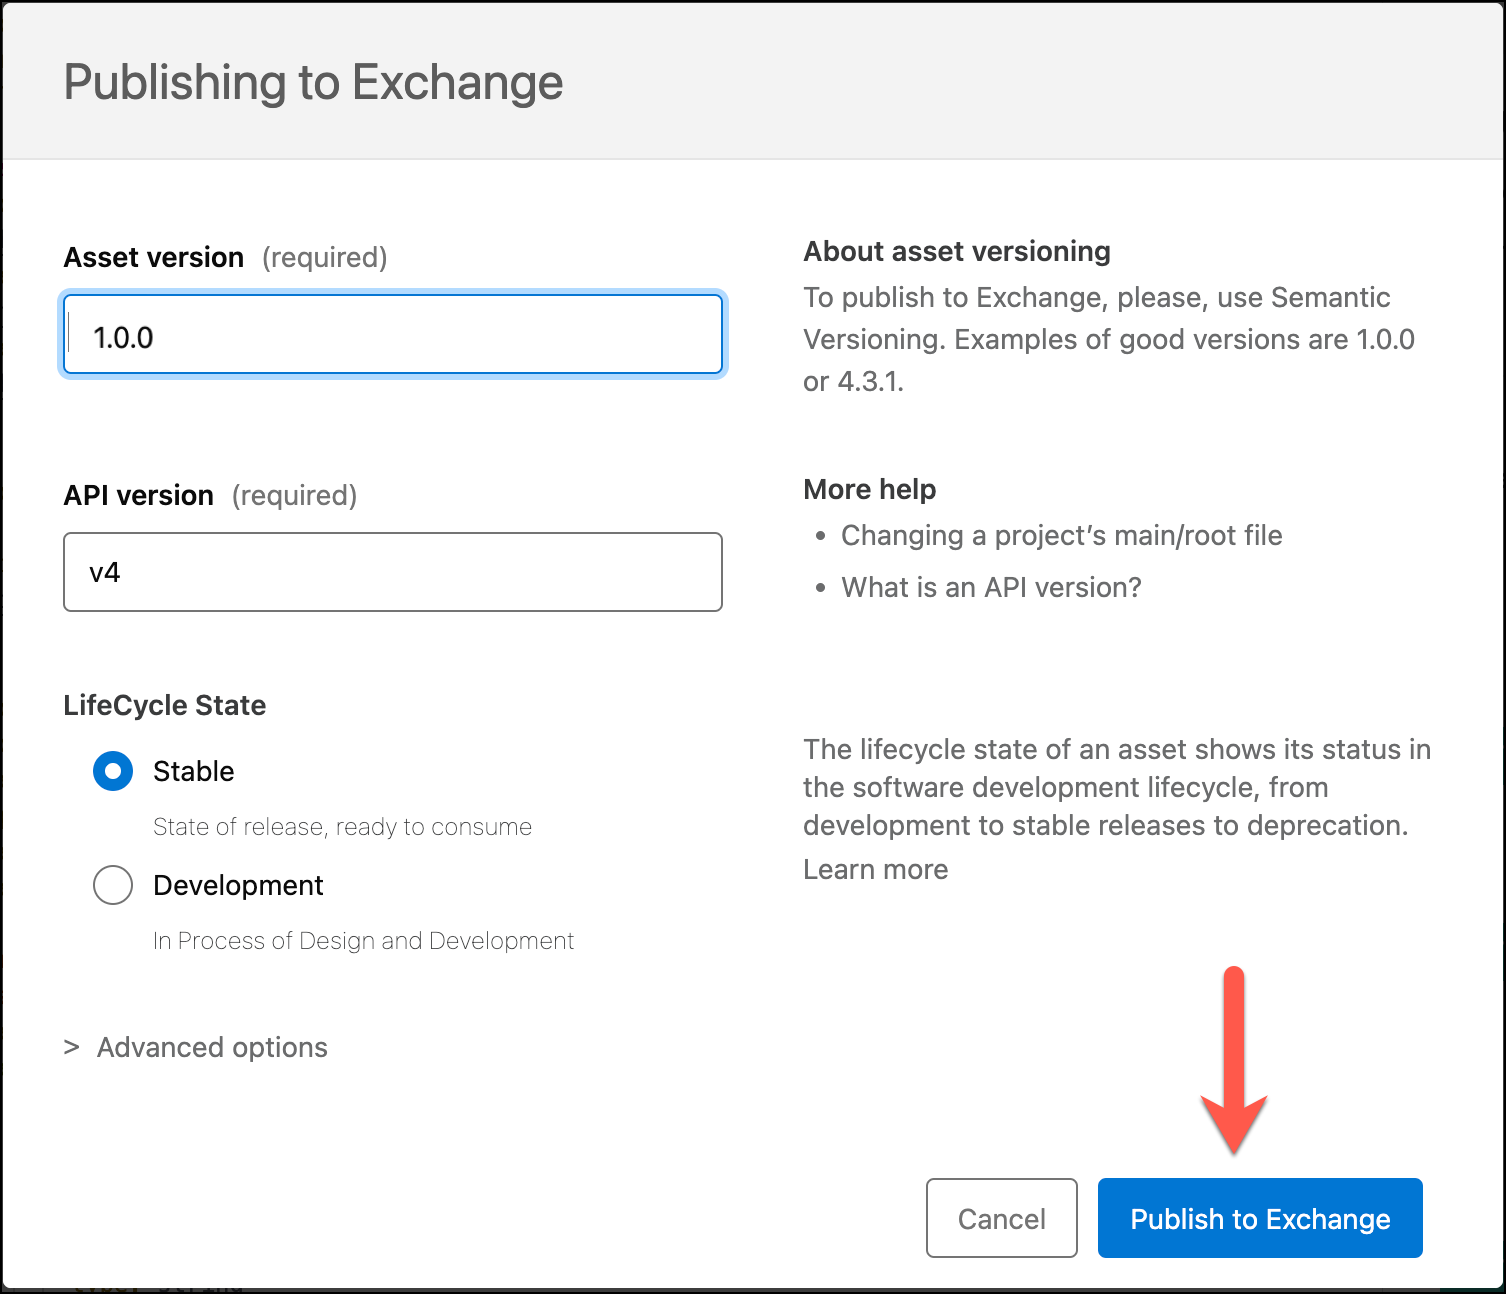 Publishing to Exchange
Asset version (required)
1.0.0
About asset versioning
To publish to Exchange, please, use Semantic
Versioning. Examples of good versions are 1.0.0
or 4.3.1.
API version (required)
v4
More help
• Changing a project's main/root file
• What is an API version?
LifeCycle State
Stable
State of release, ready to consume
Development
In Process of Design and Development
The lifecycle state of an asset shows its status in
the software development lifecycle, from
development to stable releases to deprecation.
Learn more
> Advanced options
Cancel
Publish to Exchange